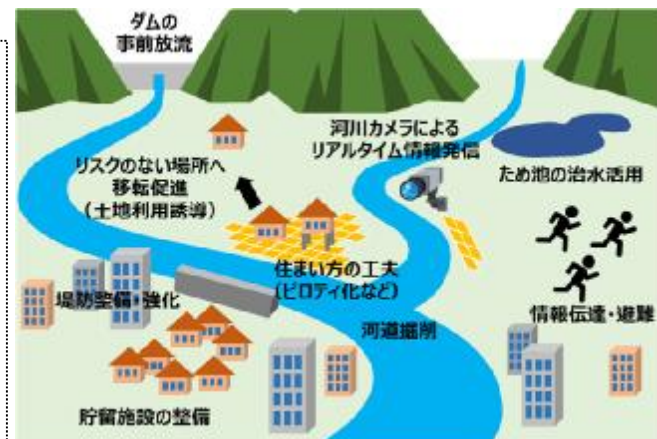 ダムの
事前放流
河川カメラによる
リアルタイム情報発信
リスクのない場所へ
移転促進
(土地利用誘導)
ため池の治水活用
住まい方の工夫
(ピロティ化など)
堤防整備・強化
河道掘削
情報伝達・避難
貯留施設の整備